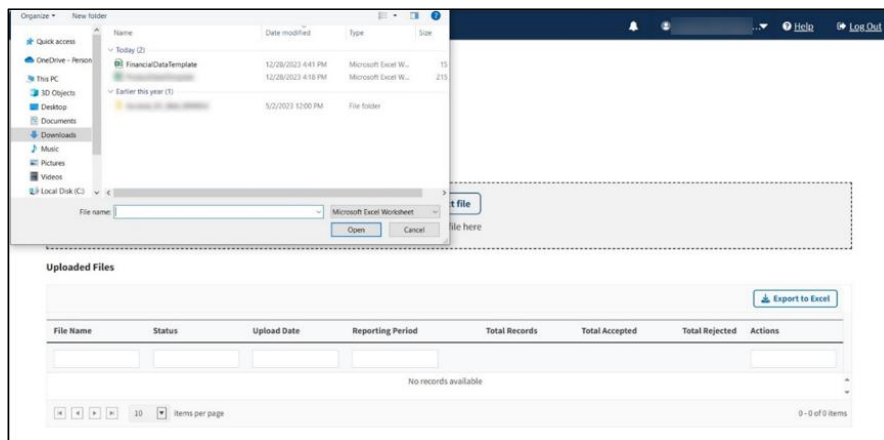 Organize New folder
Help Log Out
Name Date modified Type Size
Quick access
Today (2)
OneDrive - Person
FinancialDataTemplate 12/28/2023 4:41 PM Microsoft Excel W... 15
This PC
12/28/2023 4:18 PM Microsoft Excel W... 215
3D Objects
Earlier this year (1)
Desktop
5/2/2023 12:00 PM File folder
Documents
Downloads
Music
Pictures
Videos
Local Disk (C:)
File name: Microsoft Excel Worksheet
Open Cancel
t file
file here
Uploaded Files
Export to Excel
File Name Status Upload Date Reporting Period Total Records Total Accepted Total Rejected Actions
No records available
10 items per page 0 - 0 of 0 items